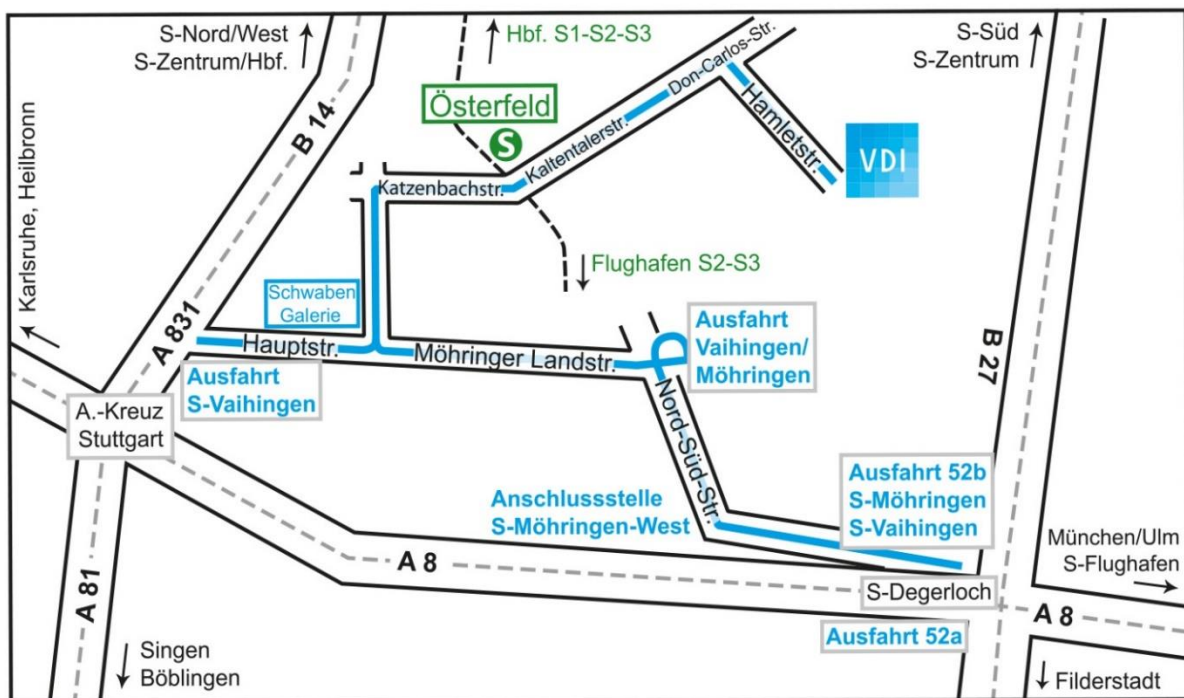 S-Nord/West
S-Zentrum/Hbf.
Hbf. S1-S2-S3
S-Süd
S-Zentrum
Karlsruhe, Heilbronn
B 14
Österfeld
S
Don-Carlos-Str.
Hamletstr.
VDI
Kaltentalerstr.
Katzenbachstr.
Flughafen S2-S3
Schwaben
Galerie
A 831
Hauptstr.
Möhringer Landstr.
Ausfahrt
Vaihingen/
Möhringen
B 27
Ausfahrt
S-Vaihingen
A.-Kreuz
Stuttgart
Nord-Süd-Str.
Anschlussstelle
S-Möhringen-West
Ausfahrt 52b
S-Möhringen
S-Vaihingen
München/Ulm
S-Flughafen
A 8
A 81
S-Degerloch
A 8
Ausfahrt 52a
Singen
Böblingen
Filderstadt